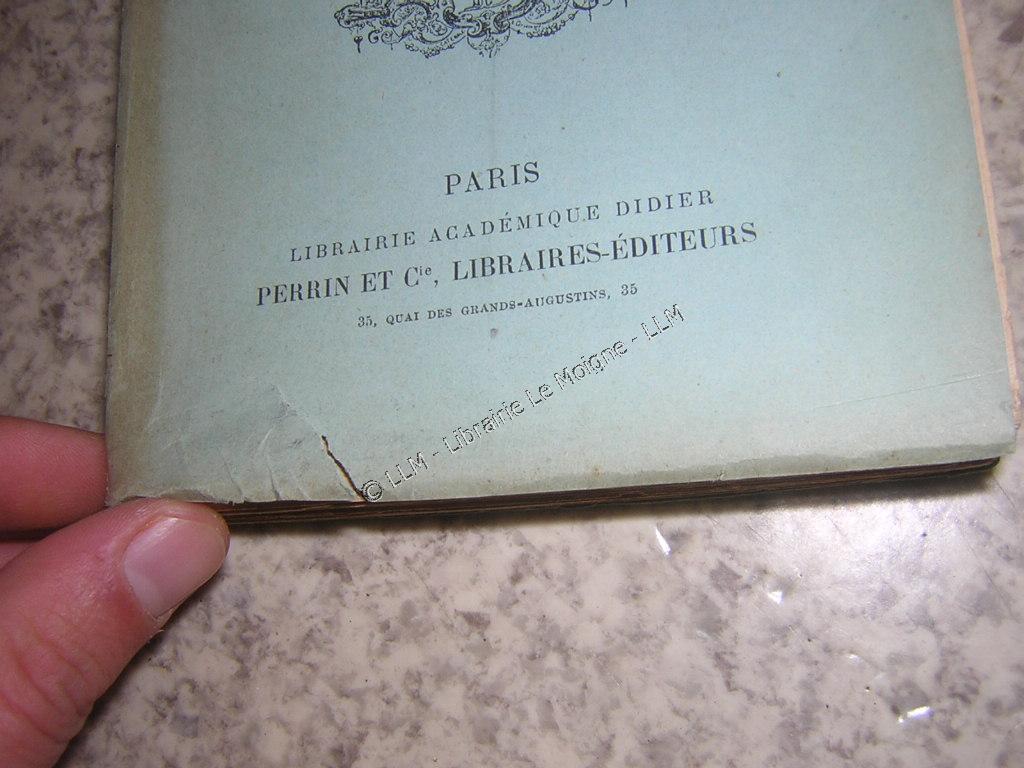 PARIS
LIBRAIRIE ACADÉMIQUE DIDIER
PERRIN ET Cie, LIBRAIRES-ÉDITEURS
35, QUAI DES GRANDS-AUGUSTINS, 35
© LLM - Librairie Le Moigne - LLM